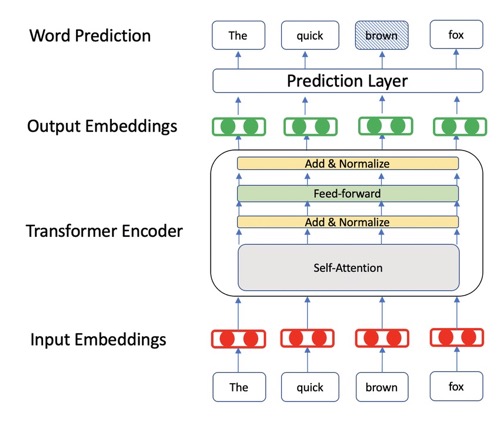 Word Prediction
The quick brown fox
Prediction Layer
Output Embeddings
Add & Normalize
Feed-forward
Add & Normalize
Transformer Encoder
Self-Attention
Input Embeddings
The quick brown fox